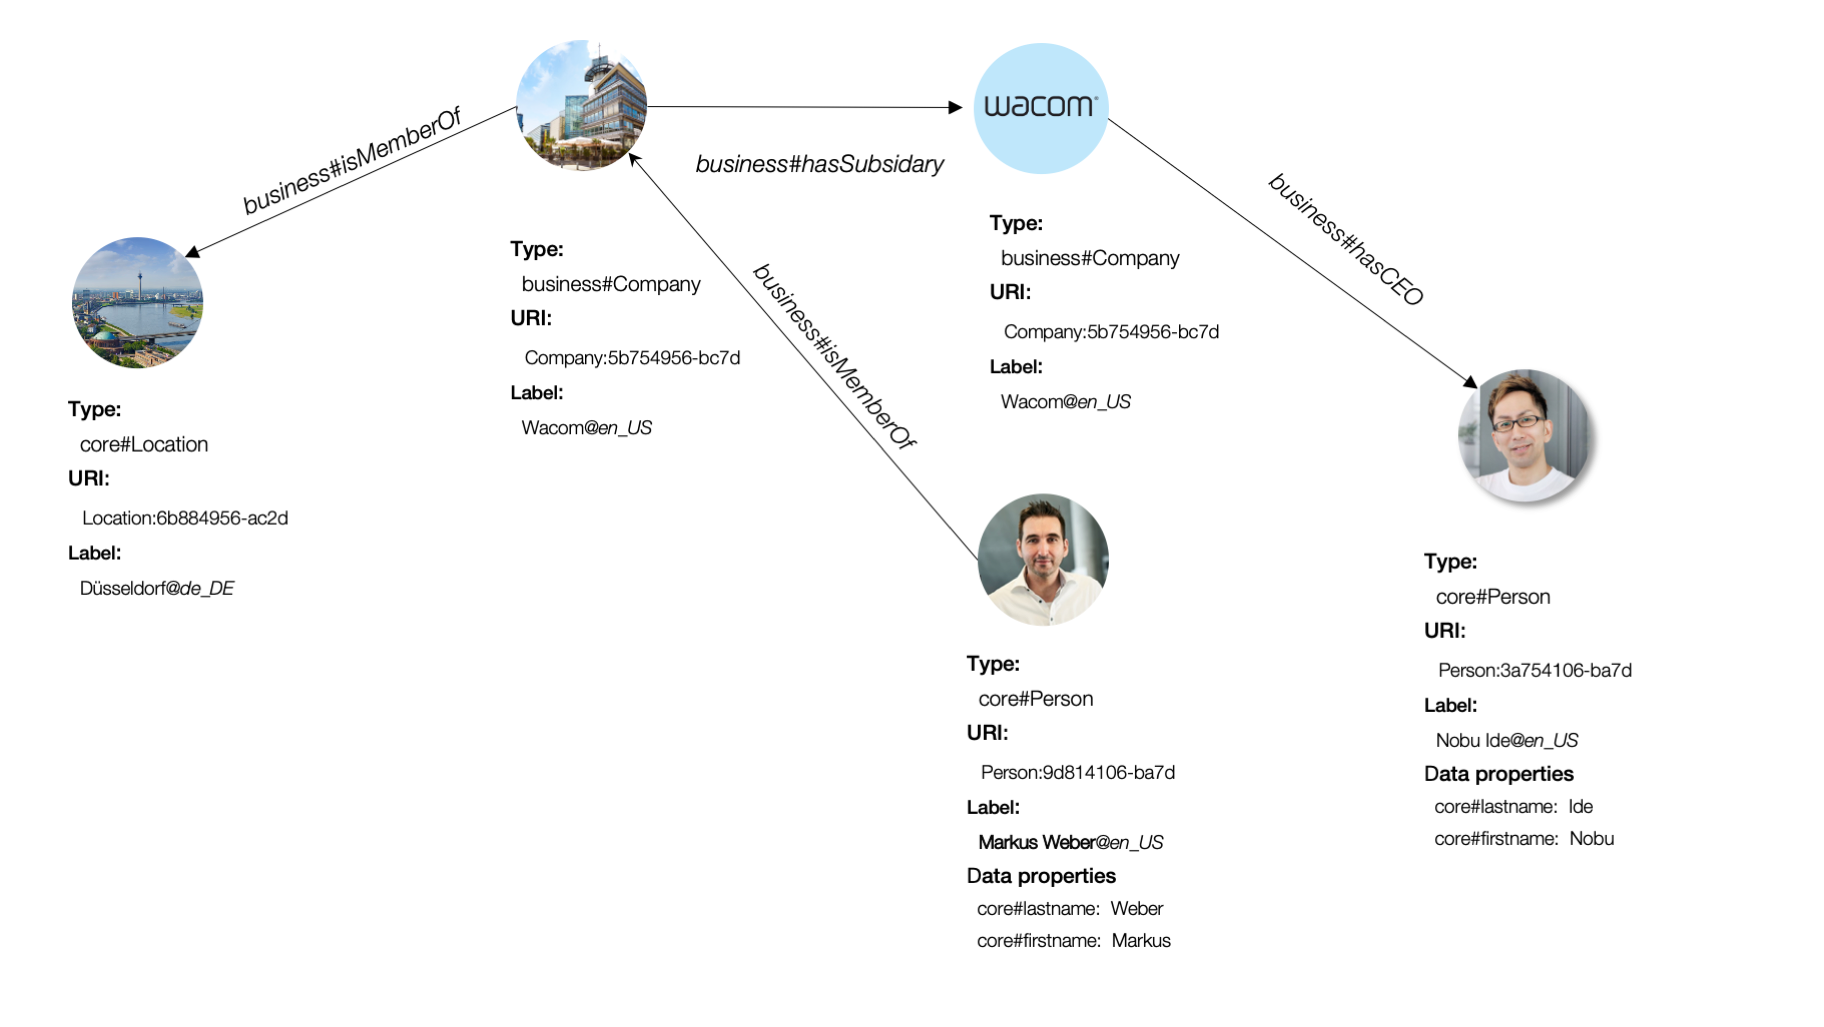 business#isMemberOf
wacom®
business#hasSubsidary
business#hasCEO
business#isMemberOf
Type:
core#Location
URI:
Location:6b884956-ac2d
Label:
Düsseldorf@de_DE
Type:
business#Company
URI:
Company:5b754956-bc7d
Label:
Wacom@en_US
Type:
business#Company
URI:
Company:5b754956-bc7d
Label:
Wacom@en_US
Type:
core#Person
URI:
Person:9d814106-ba7d
Label:
Markus Weber@en_US
Data properties
core#lastname: Weber
core#firstname: Markus
Type:
core#Person
URI:
Person:3a754106-ba7d
Label:
Nobu Ide@en_US
Data properties
core#lastname: Ide
core#firstname: Nobu